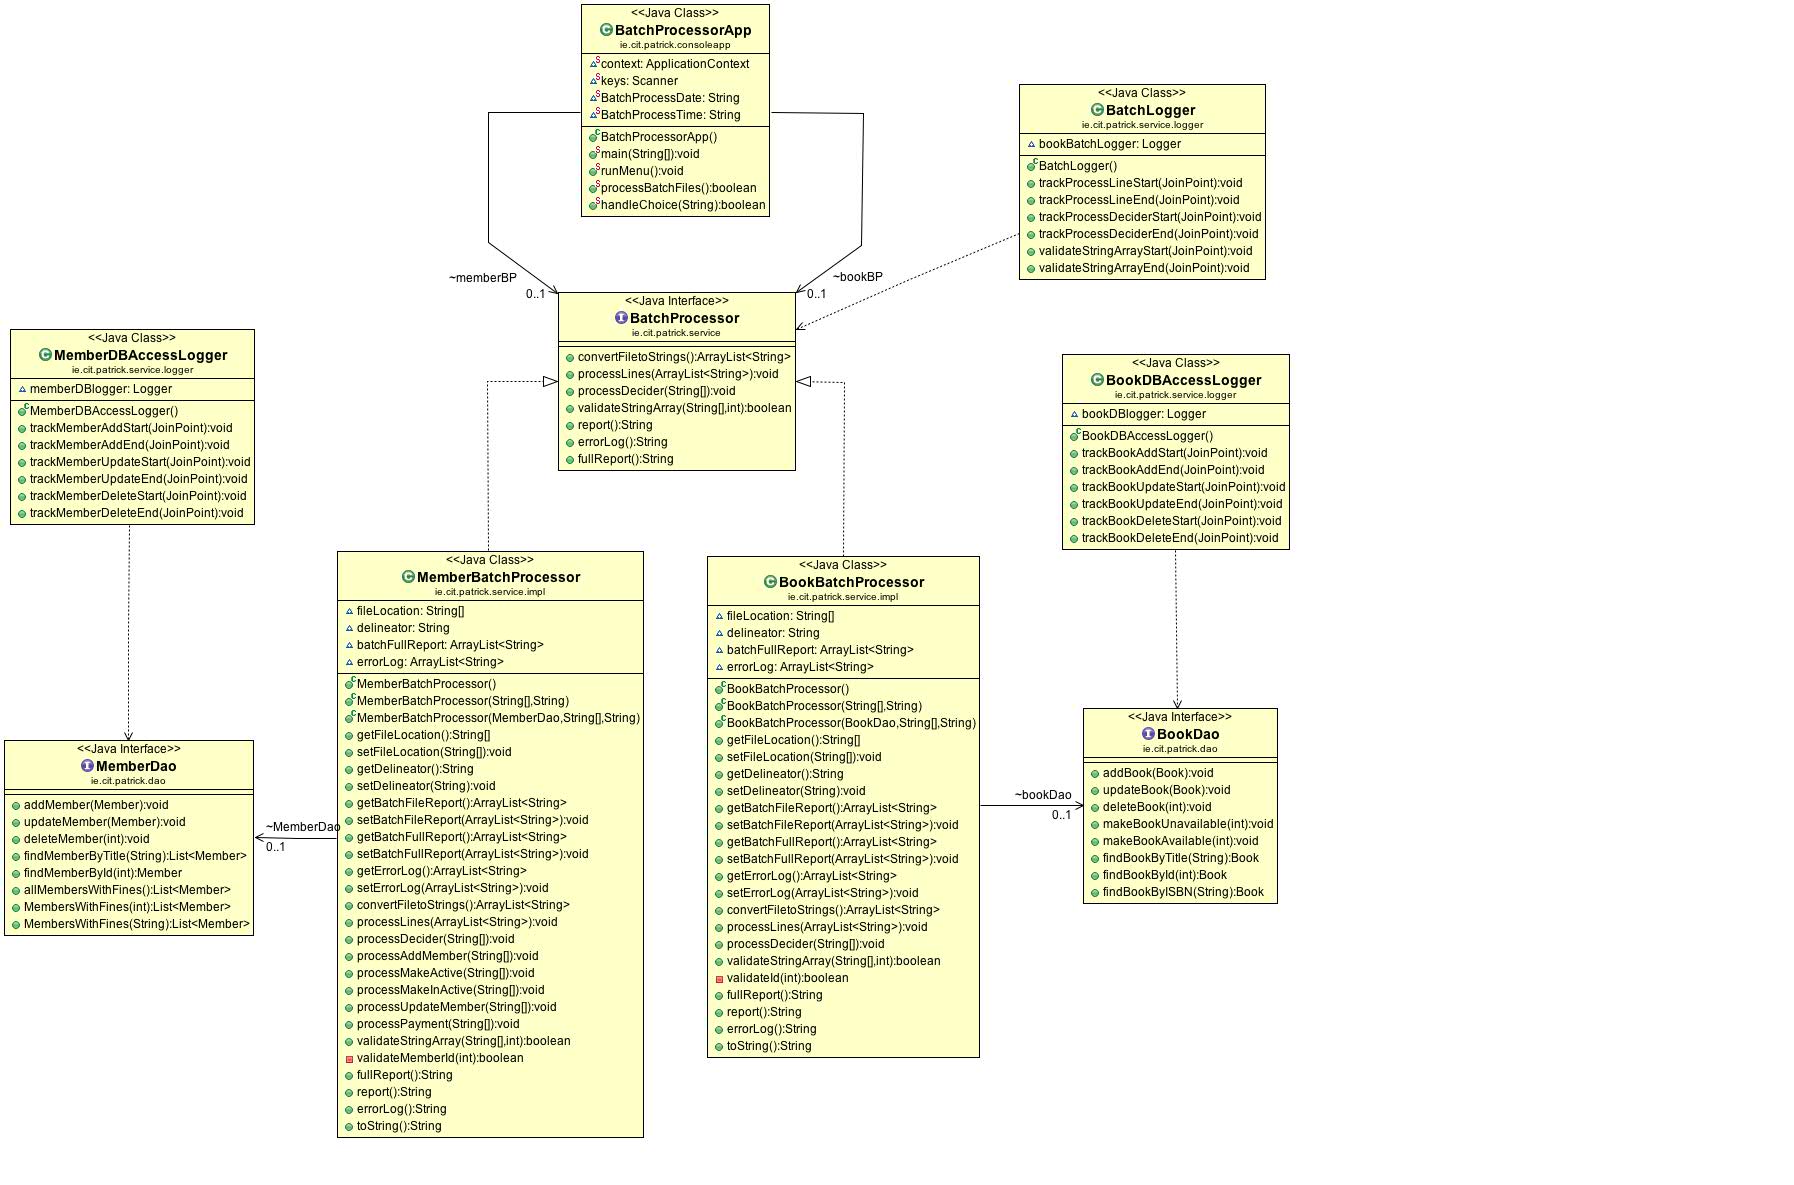 <<Java Class>>
BatchProcessorApp
ie.cit.patrick.consoleapp
context: ApplicationContext
keys: Scanner
BatchProcessDate: String
BatchProcessTime: String
BatchProcessorApp()
main(String[]):void
runMenu():void
processBatchFiles():boolean
handleChoice(String):boolean
<<Java Class>>
BatchLogger
ie.cit.patrick.service.logger
bookBatchLogger: Logger
BatchLogger()
trackProcessLineStart(JoinPoint):void
trackProcessLineEnd(JoinPoint):void
trackProcessDeciderStart(JoinPoint):void
trackProcessDeciderEnd(JoinPoint):void
validateStringArrayStart(JoinPoint):void
validateStringArrayEnd(JoinPoint):void
~memberBP
0..1
~bookBP
0..1
<<Java Interface>>
BatchProcessor
ie.cit.patrick.service
convertFiletoStrings():ArrayList<String>
processLines(ArrayList<String>):void
processDecider(String[]):void
validateStringArray(String[],int):boolean
report():String
errorLog():String
fullReport():String
<<Java Class>>
MemberDBAccessLogger
ie.cit.patrick.service.logger
memberDBlogger: Logger
MemberDBAccessLogger()
trackMemberAddStart(JoinPoint):void
trackMemberAddEnd(JoinPoint):void
trackMemberUpdateStart(JoinPoint):void
trackMemberUpdateEnd(JoinPoint):void
trackMemberDeleteStart(JoinPoint):void
trackMemberDeleteEnd(JoinPoint):void
<<Java Class>>
BookDBAccessLogger
ie.cit.patrick.service.logger
bookDBlogger: Logger
BookDBAccessLogger()
trackBookAddStart(JoinPoint):void
trackBookAddEnd(JoinPoint):void
trackBookUpdateStart(JoinPoint):void
trackBookUpdateEnd(JoinPoint):void
trackBookDeleteStart(JoinPoint):void
trackBookDeleteEnd(JoinPoint):void
<<Java Class>>
MemberBatchProcessor
ie.cit.patrick.service.impl
fileLocation: String[]
delineator: String
batchFullReport: ArrayList<String>
errorLog: ArrayList<String>
MemberBatchProcessor()
MemberBatchProcessor(String[],String)
MemberBatchProcessor(MemberDao,String[],String)
getFileLocation():String[]
setFileLocation(String[]):void
getDelineator():String
setDelineator(String):void
getBatchFileReport():ArrayList<String>
setBatchFileReport(ArrayList<String>):void
getBatchFullReport():ArrayList<String>
setBatchFullReport(ArrayList<String>):void
getErrorLog():ArrayList<String>
setErrorLog(ArrayList<String>):void
convertFiletoStrings():ArrayList<String>
processLines(ArrayList<String>):void
processDecider(String[]):void
processAddMember(String[]):void
processMakeActive(String[]):void
processMakeInActive(String[]):void
processUpdateMember(String[]):void
processPayment(String[]):void
validateStringArray(String[],int):boolean
validateMemberId(int):boolean
fullReport():String
report():String
errorLog():String
toString():String
<<Java Class>>
BookBatchProcessor
ie.cit.patrick.service.impl
fileLocation: String[]
delineator: String
batchFullReport: ArrayList<String>
errorLog: ArrayList<String>
BookBatchProcessor()
BookBatchProcessor(String[],String)
BookBatchProcessor(BookDao,String[],String)
getFileLocation():String[]
setFileLocation(String[]):void
getDelineator():String
setDelineator(String):void
getBatchFileReport():ArrayList<String>
setBatchFileReport(ArrayList<String>):void
getBatchFullReport():ArrayList<String>
setBatchFullReport(ArrayList<String>):void
getErrorLog():ArrayList<String>
setErrorLog(ArrayList<String>):void
convertFiletoStrings():ArrayList<String>
processLines(ArrayList<String>):void
processDecider(String[]):void
validateStringArray(String[],int):boolean
validateId(int):boolean
fullReport():String
report():String
errorLog():String
toString():String
<<Java Interface>>
MemberDao
ie.cit.patrick.dao
addMember(Member):void
updateMember(Member):void
deleteMember(int):void
findMemberByTitle(String):List<Member>
findMemberById(int):Member
allMembersWithFines():List<Member>
MembersWithFines(int):List<Member>
MembersWithFines(String):List<Member>
~MemberDao
0..1
~bookDao
0..1
<<Java Interface>>
BookDao
ie.cit.patrick.dao
addBook(Book):void
updateBook(Book):void
deleteBook(int):void
makeBookUnavailable(int):void
makeBookAvailable(int):void
findBookByTitle(String):Book
findBookById(int):Book
findBookByISBN(String):Book